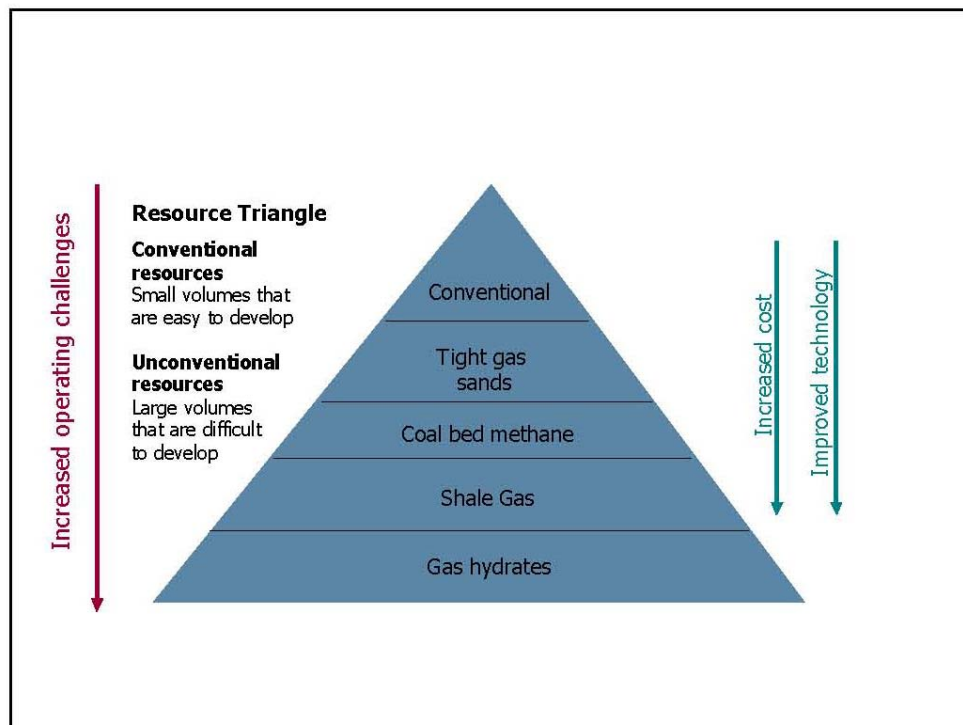 Increased operating challenges
Resource Triangle
Conventional
resources
Small volumes that
are easy to develop
Unconventional
resources
Large volumes
that are difficult
to develop
Conventional
Tight gas
sands
Coal bed methane
Shale Gas
Gas hydrates
Increased cost
Improved technology